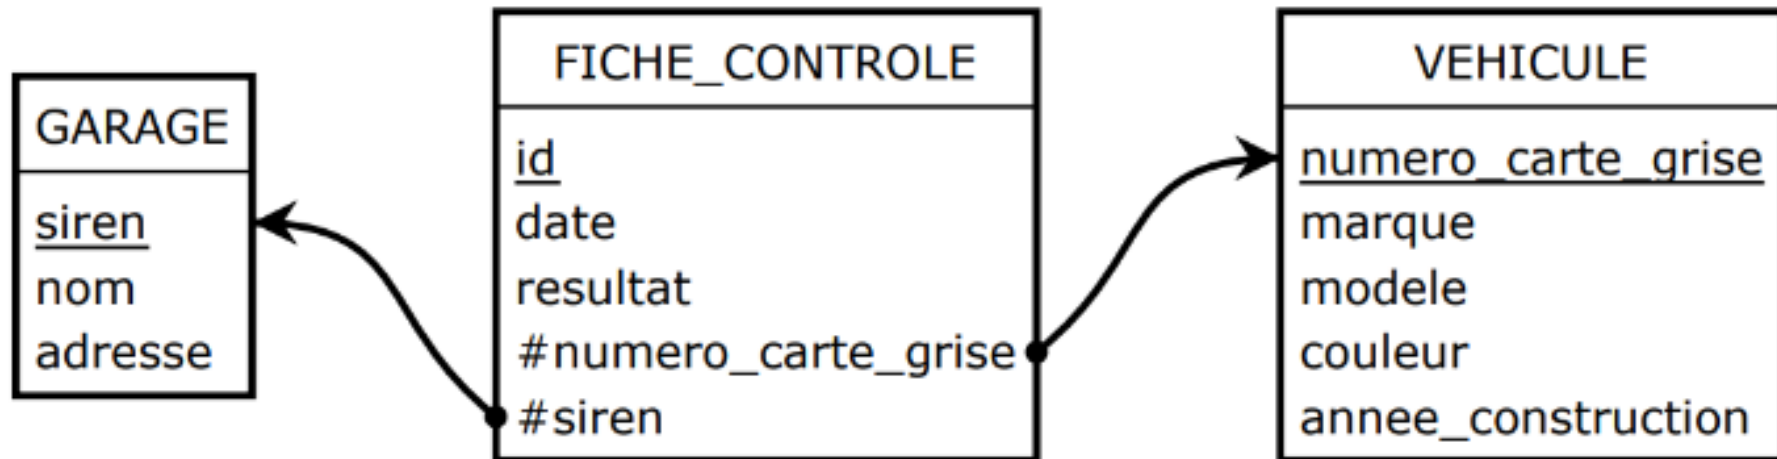 GARAGE
siren
nom
adresse
FICHE_CONTROLE
id
date
resultat
#numero_carte_grise
#siren
VEHICULE
numero_carte_grise
marque
modele
couleur
annee_construction